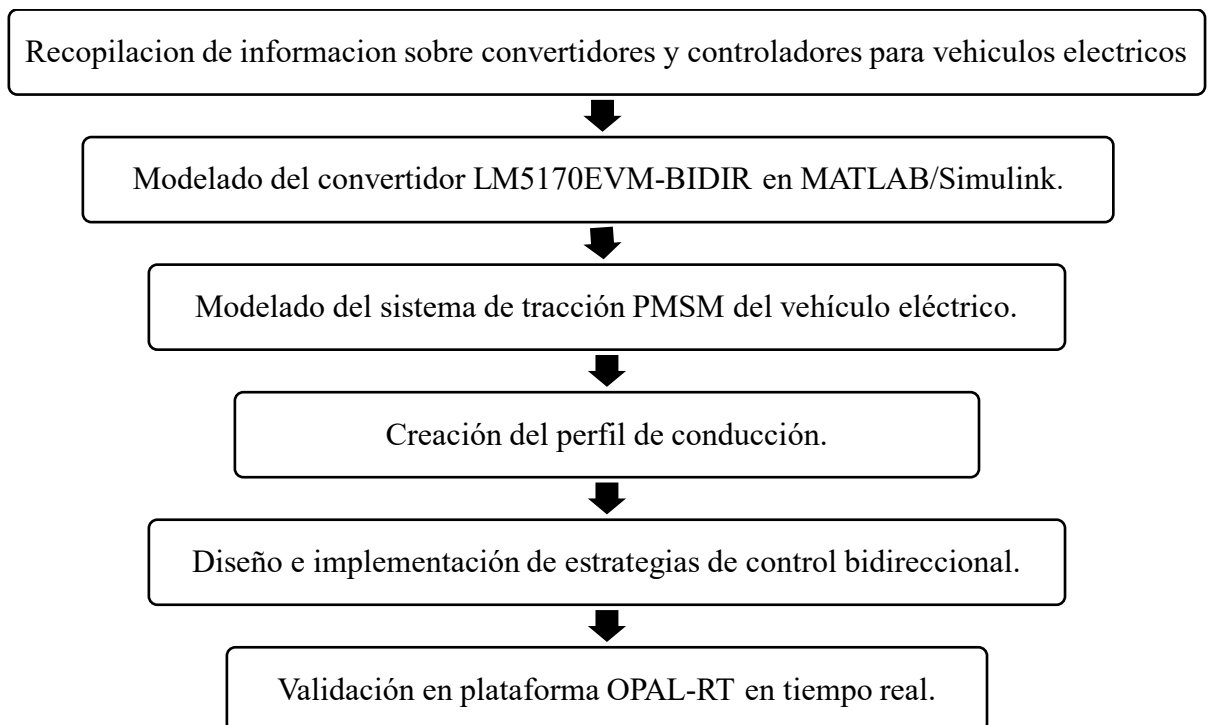 Recopilacion de informacion sobre convertidores y controladores para vehiculos electricos
Modelado del convertidor LM5170EVM-BIDIR en MATLAB/Simulink.
Modelado del sistema de tracción PMSM del vehículo eléctrico.
Creación del perfil de conducción.
Diseño e implementación de estrategias de control bidireccional.
Validación en plataforma OPAL-RT en tiempo real.